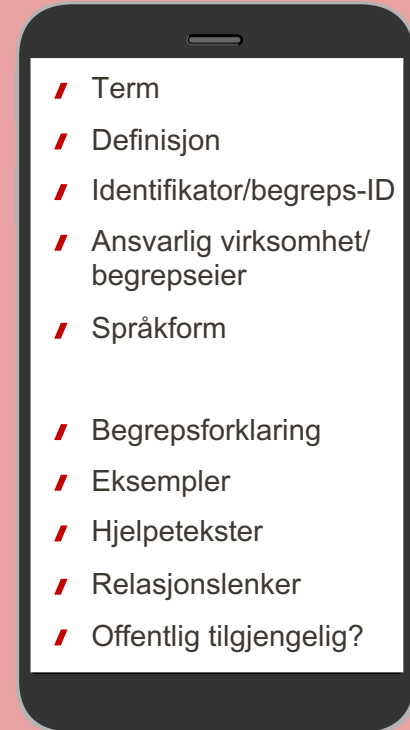 Term
Definisjon
Identifikator/begreps-ID
Ansvarlig virksomhet/
begrepseier
Språkform
Begrepsforklaring
Eksempler
Hjelpetekster
Relasjonslenker
Offentlig tilgjengelig?